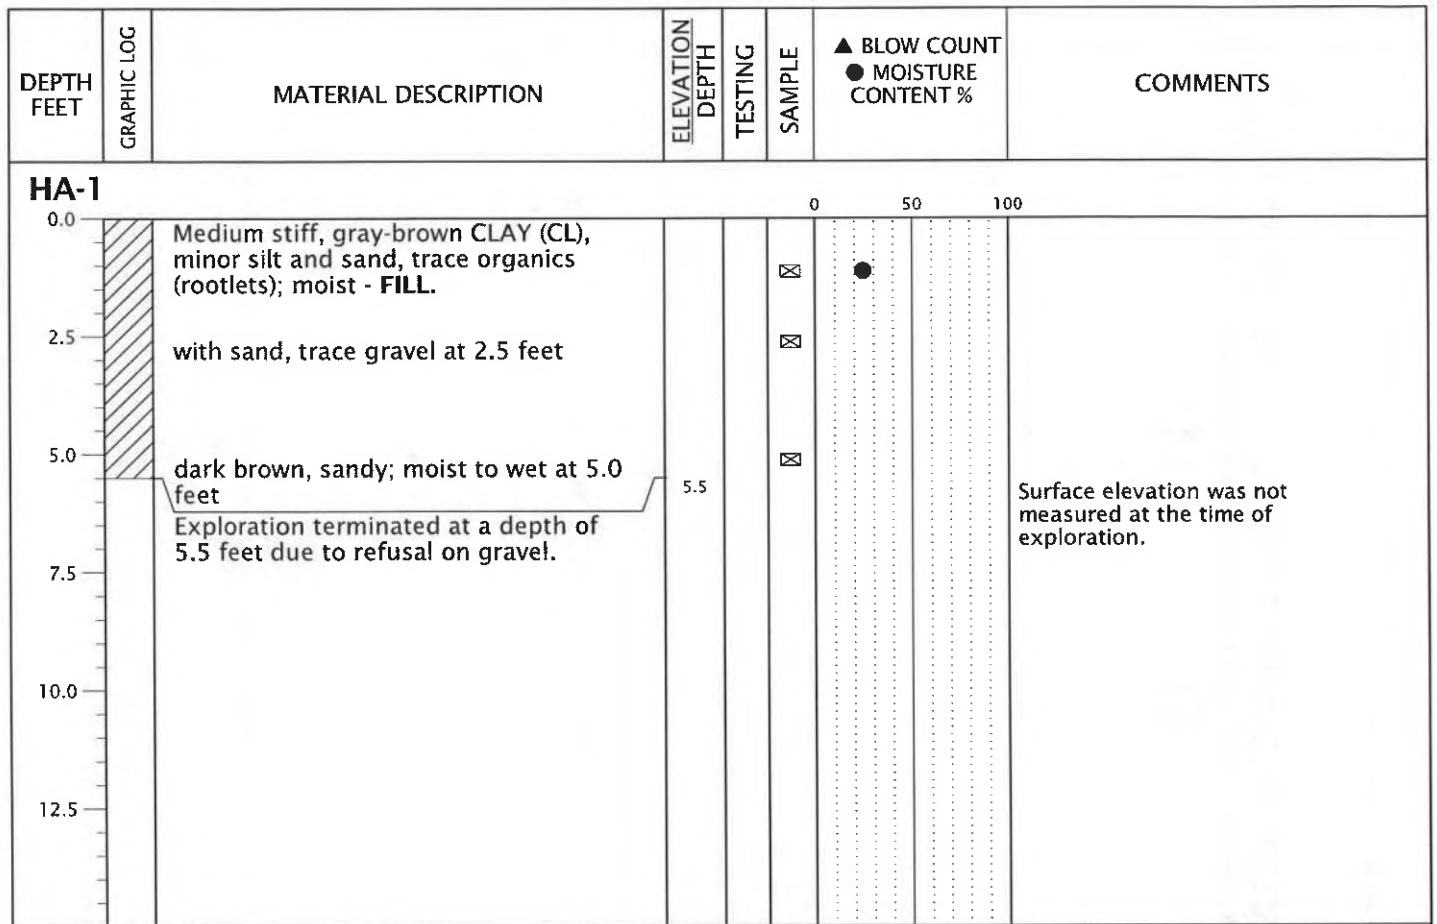 DEPTH
FEET
GRAPHIC LOG
MATERIAL DESCRIPTION
ELEVATION
DEPTH
TESTING
SAMPLE
▲ BLOW COUNT
● MOISTURE
CONTENT %
COMMENTS
HA-1
0 50 100
0.0
Medium stiff, gray-brown CLAY (CL),
minor silt and sand, trace organics
(rootlets); moist - FILL.
2.5
with sand, trace gravel at 2.5 feet
5.0
dark brown, sandy; moist to wet at 5.0
feet
5.5
Surface elevation was not
measured at the time of
exploration.
Exploration terminated at a depth of
5.5 feet due to refusal on gravel.
7.5
10.0
12.5